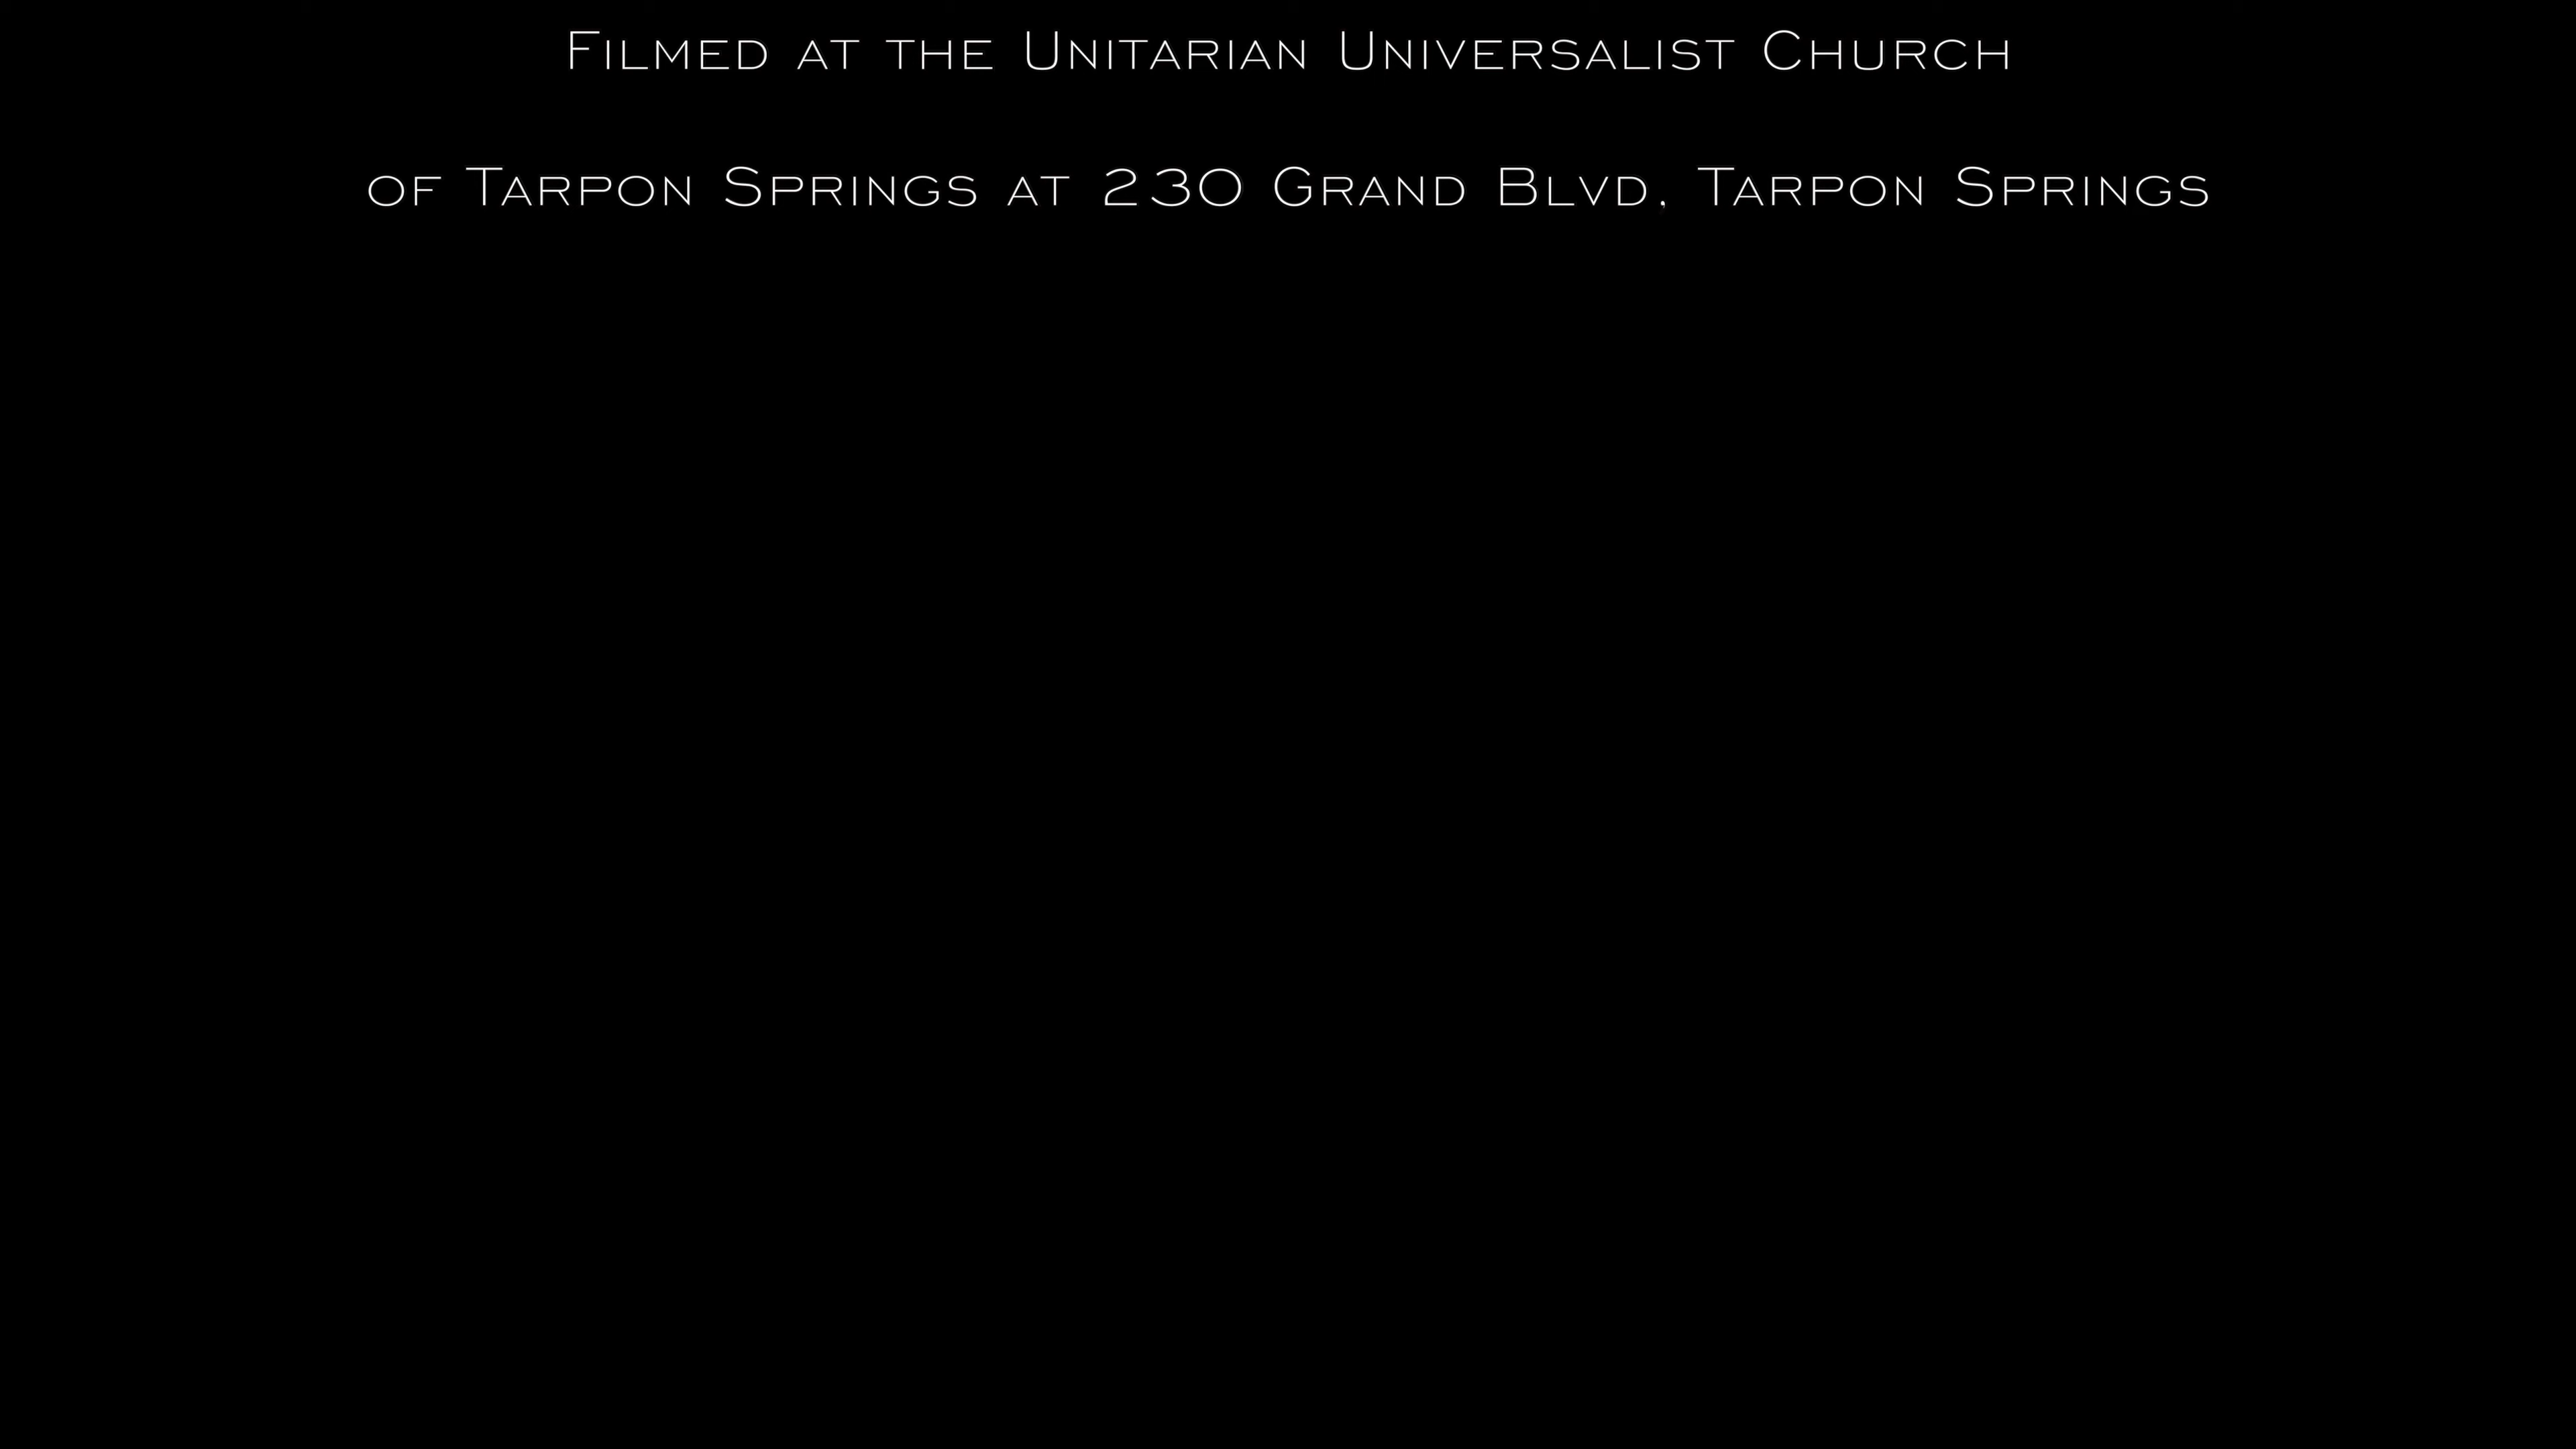 Filmed at the Unitarian Universalist Church
of Tarpon Springs at 230 Grand Blvd, Tarpon Springs